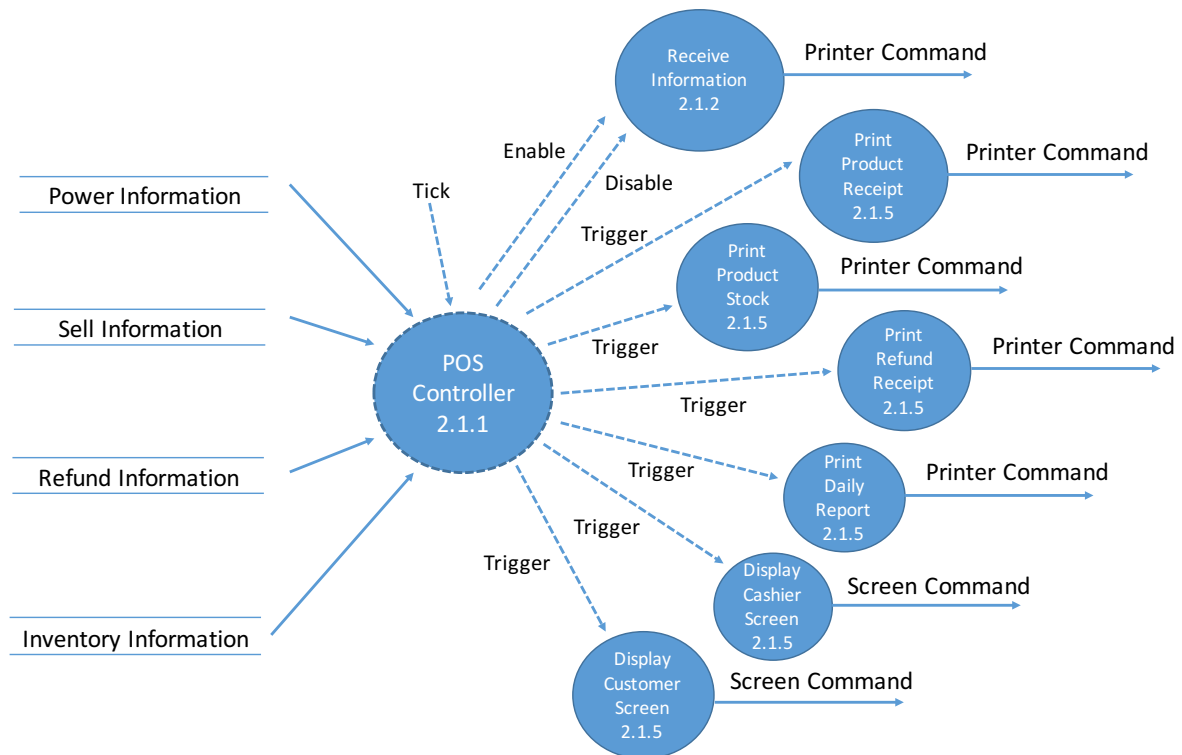 Receive
Information
2.1.2
Printer Command
Enable
Disable
Tick
Power Information
Print
Product
Receipt
2.1.5
Printer Command
Trigger
Print
Product
Stock
2.1.5
Printer Command
Sell Information
Trigger
POS
Controller
2.1.1
Print
Refund
Receipt
2.1.5
Printer Command
Trigger
Refund Information
Trigger
Print
Daily
Report
2.1.5
Printer Command
Trigger
Trigger
Display
Cashier
Screen
2.1.5
Screen Command
Inventory Information
Display
Customer
Screen
2.1.5
Screen Command